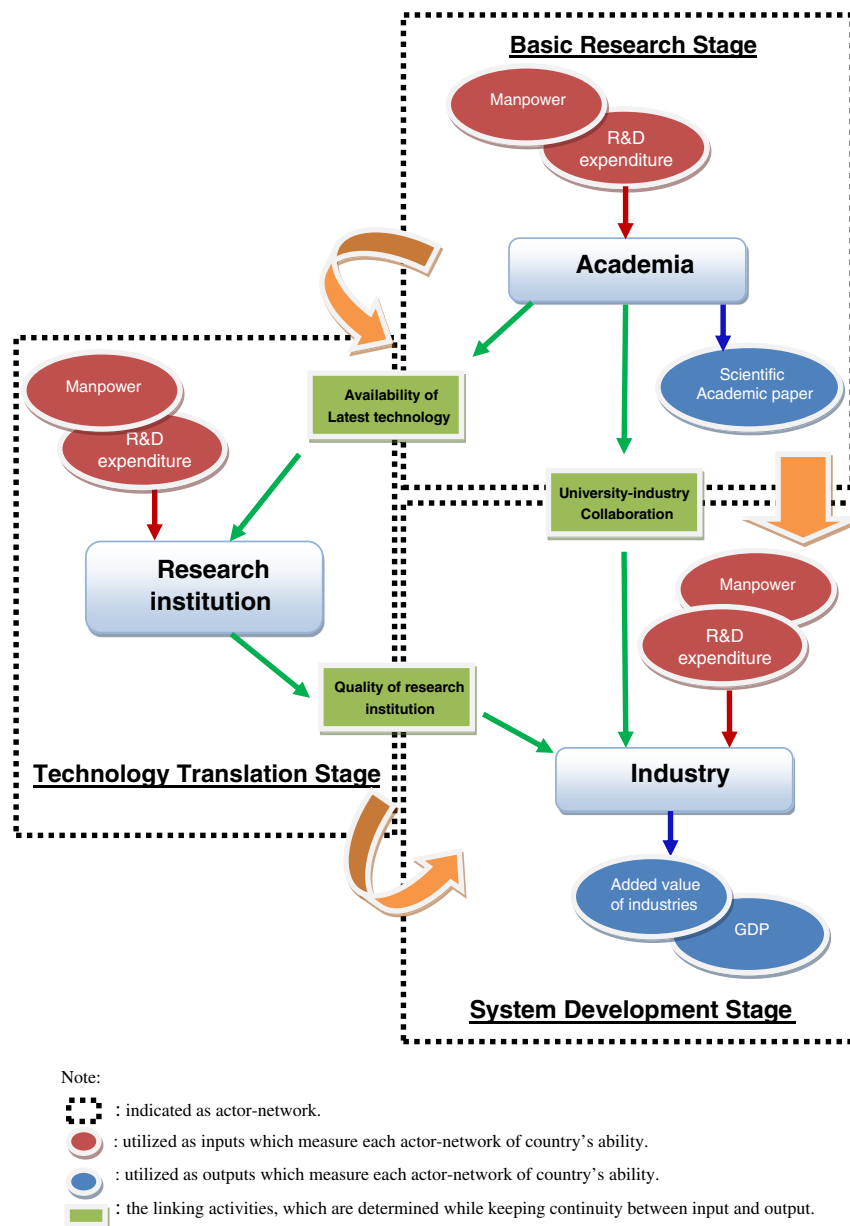 Basic Research Stage
Manpower
R&D
expenditure
Academia
Scientific
Academic paper
Availability of
Latest technology
Manpower
R&D
expenditure
University-industry
Collaboration
Research
institution
Manpower
R&D
expenditure
Quality of research
institution
Technology Translation Stage
Industry
Added value
of industries
GDP
System Development Stage
Note:
: indicated as actor-network.
: utilized as inputs which measure each actor-network of country's ability.
: utilized as outputs which measure each actor-network of country's ability.
: the linking activities, which are determined while keeping continuity between input and output.